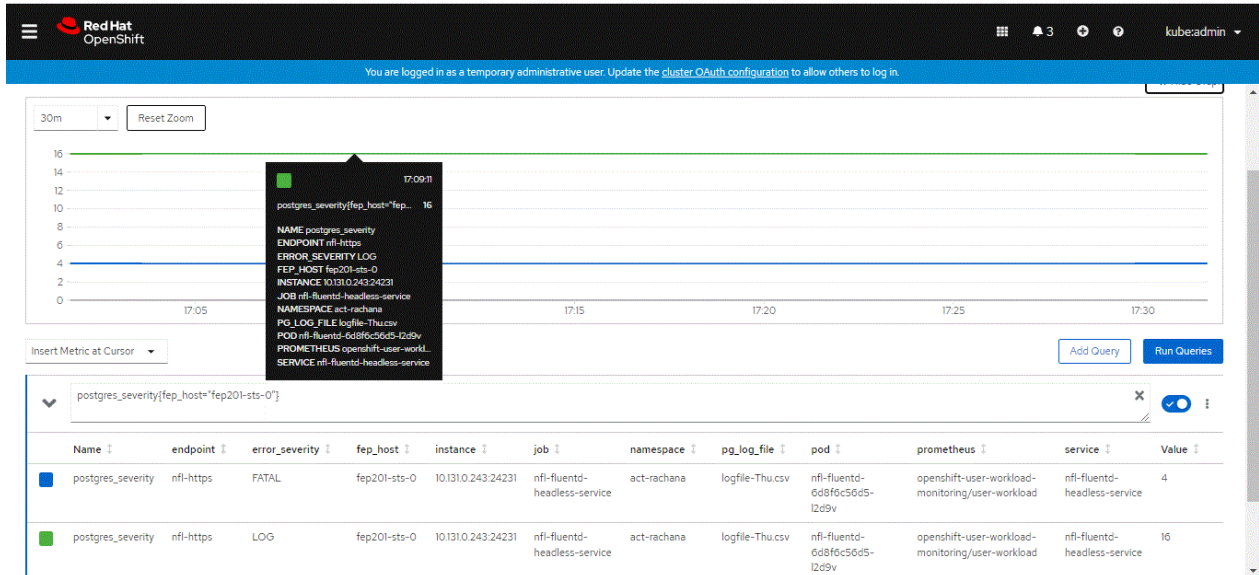 Red Hat
OpenShift
3
kube:admin
You are logged in as a temporary administrative user. Update the cluster OAuth configuration to allow others to log in.
30m
Reset Zoom
16
14
12
10
8
6
4
2
0
17:05
17:15
17:20
17:25
17:30
17:09:11
postgres_severity{fep_host="fep... 16
NAME postgres_severity
ENDPOINT nfl-https
ERROR_SEVERITY LOG
FEP_HOST fep201-sts-0
INSTANCE 10.131.0.243:24231
JOB nfl-fluentd-headless-service
NAMESPACE act-rachana
PG_LOG_FILE logfile-Thu.csv
POD nfl-fluentd-6d8f6c56d5-l2d9v
PROMETHEUS openshift-user-workl...
SERVICE nfl-fluentd-headless-service
Insert Metric at Cursor
Add Query
Run Queries
postgres_severity{fep_host="fep201-sts-0"}
Name endpoint error_severity fep_host instance job namespace pg_log_file pod prometheus service Value
postgres_severity nfl-https FATAL fep201-sts-0 10.131.0.243:24231 nfl-fluentd- act-rachana logfile-Thu.csv nfl-fluentd- openshift-user-workload- nfl-fluentd- 4
headless-service 6d8f6c56d5- monitoring/user-workload headless-service
l2d9v
postgres_severity nfl-https LOG fep201-sts-0 10.131.0.243:24231 nfl-fluentd- act-rachana logfile-Thu.csv nfl-fluentd- openshift-user-workload- nfl-fluentd- 16
headless-service 6d8f6c56d5- monitoring/user-workload headless-service
l2d9v